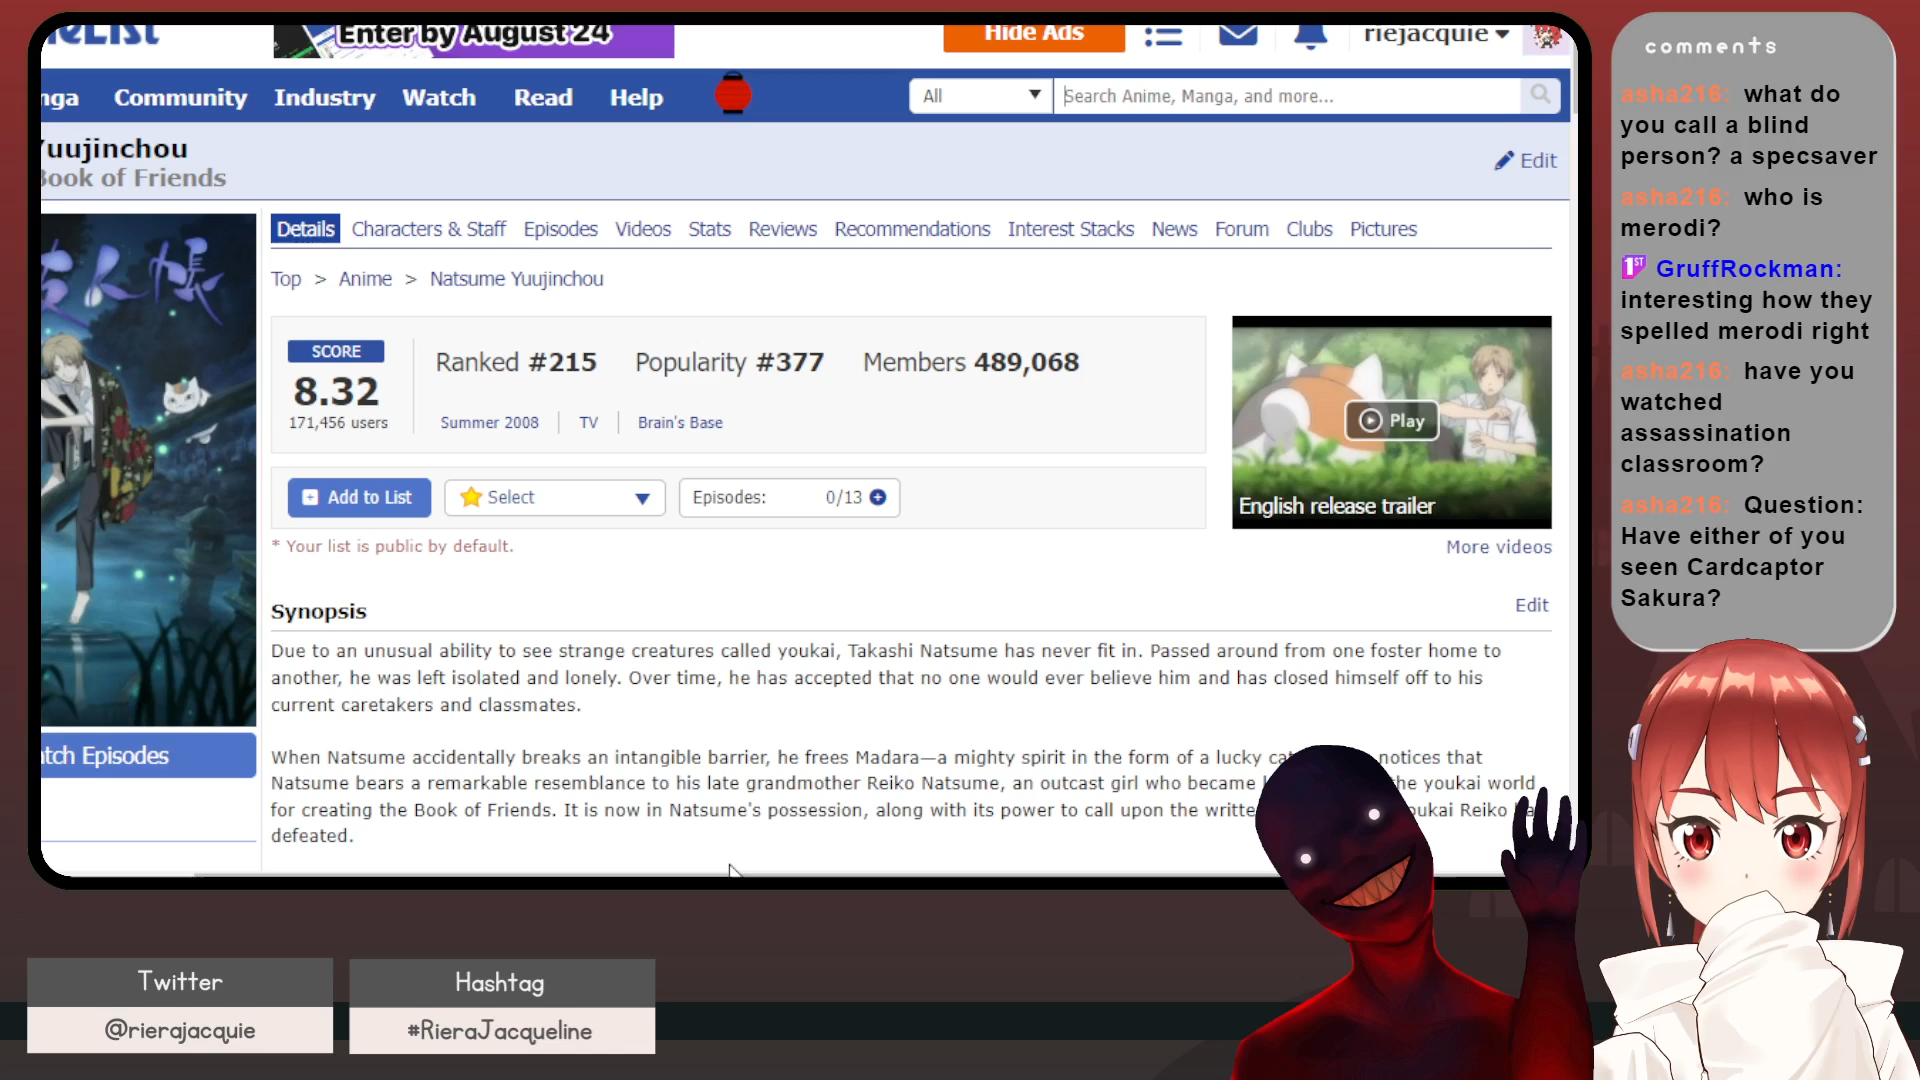 Enter by August 24
Hide Ads
riejacquie
Community
Industry
Watch
Read
Help
All
Search Anime, Manga, and more...
Book of Friends
Edit
Details
Characters & Staff
Episodes
Videos
Stats
Reviews
Recommendations
Interest Stacks
News
Forum
Clubs
Pictures
Top > Anime > Natsume Yuujinchou
SCORE
8.32
171,456 users
Ranked #215
Popularity #377
Members 489,068
Summer 2008
TV
Brain's Base
Add to List
Select
Episodes: 0/13
* Your list is public by default.
Play
English release trailer
More videos
Synopsis
Edit
Due to an unusual ability to see strange creatures called youkai, Takashi Natsume has never fit in. Passed around from one foster home to
another, he was left isolated and lonely. Over time, he has accepted that no one would ever believe him and has closed himself off to his
current caretakers and classmates.
When Natsume accidentally breaks an intangible barrier, he frees Madara—a mighty spirit in the form of a lucky notices that
Natsume bears a remarkable resemblance to his late grandmother Reiko Natsume, an outcast girl who became the youkai world
for creating the Book of Friends. It is now in Natsume's possession, along with its power to call upon the Reiko
defeated.
Episodes
人帳
comments
asha216: what do
you call a blind
person? a specsaver
asha216: who is
merodi?
1ST GruffRockman:
interesting how they
spelled merodi right
asha216: have you
watched
assassination
classroom?
asha216: Question:
Have either of you
seen Cardcaptor
Sakura?
Twitter
@rierajacquie
Hashtag
#RieraJacqueline